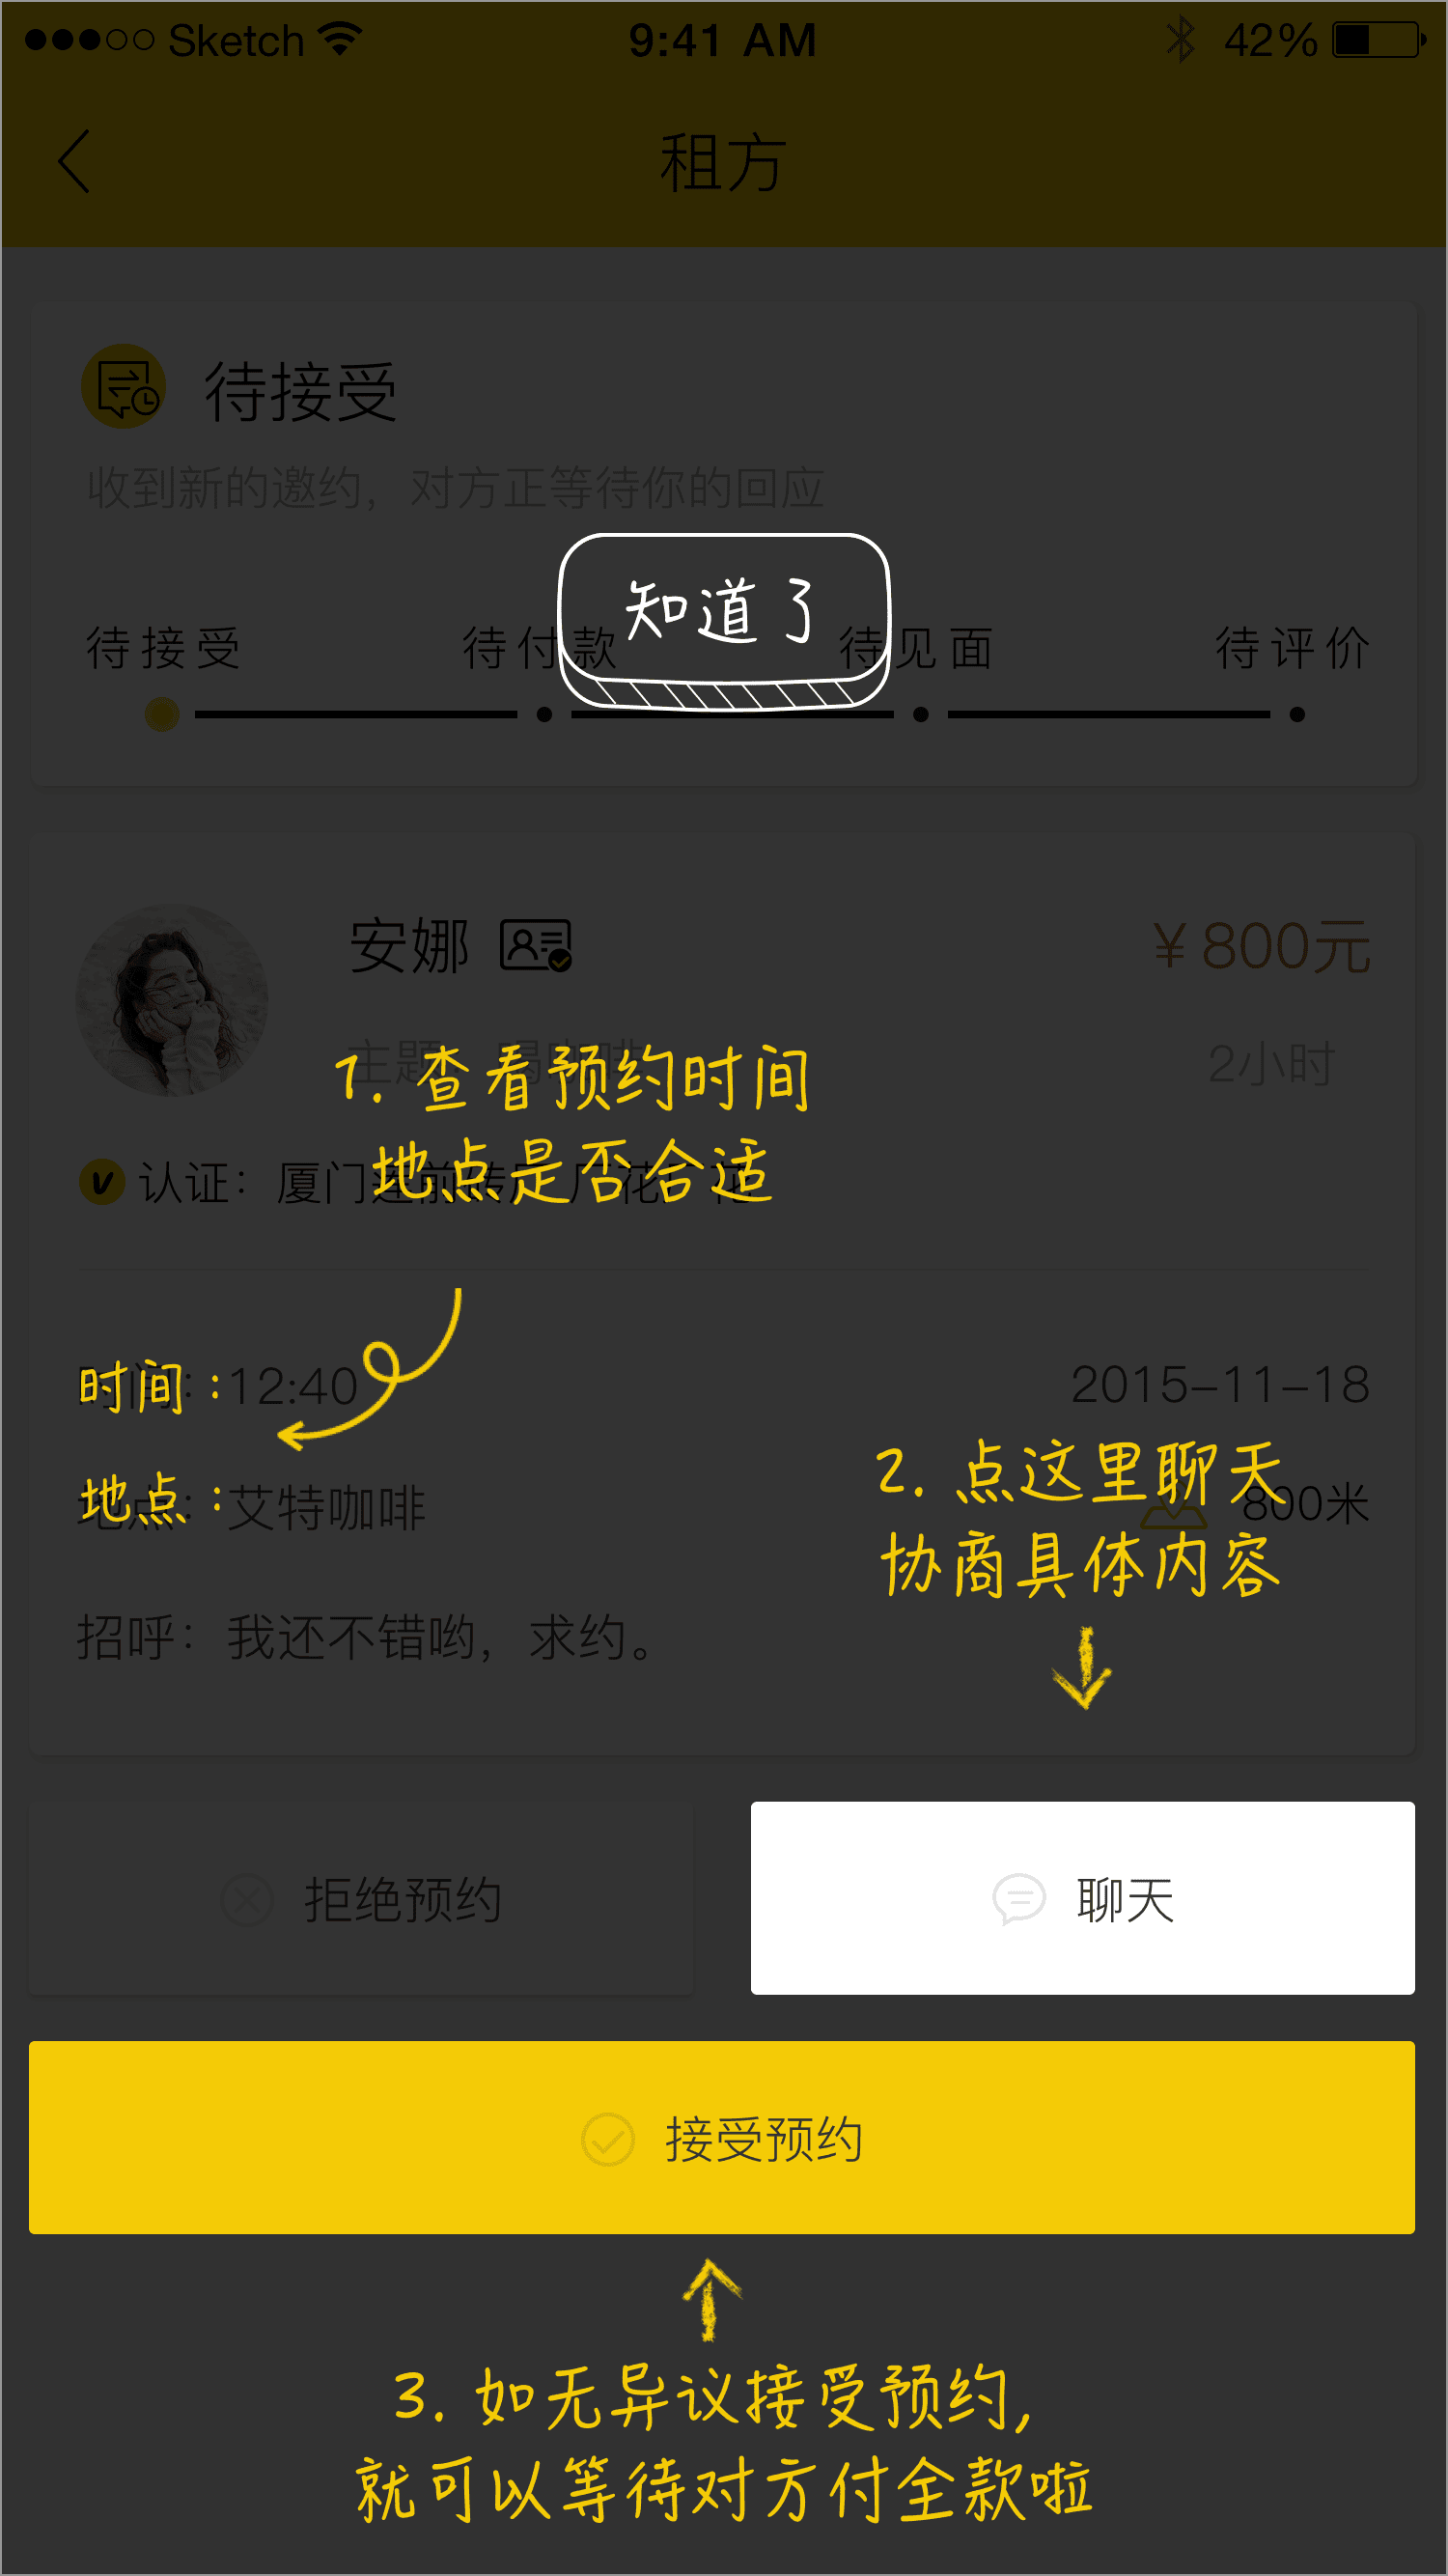 Sketch 9:41 AM 42%
租方
待接受
收到新的邀约，对方正等待你的回应
知道了
待接受 待付款 待见面 待评价
安娜 ¥800元
主题：喝咖啡 2小时
1. 查看预约时间
地点是否合适
V 认证：厦门
时间：12:40 2015-11-18
时间：
地点：艾特咖啡 800米
地点：
2. 点这里聊天
协商具体内容
招呼：我还不错哟，求约。
拒绝预约 聊天
接受预约
3. 如无异议接受预约,
就可以等待对方付全款啦